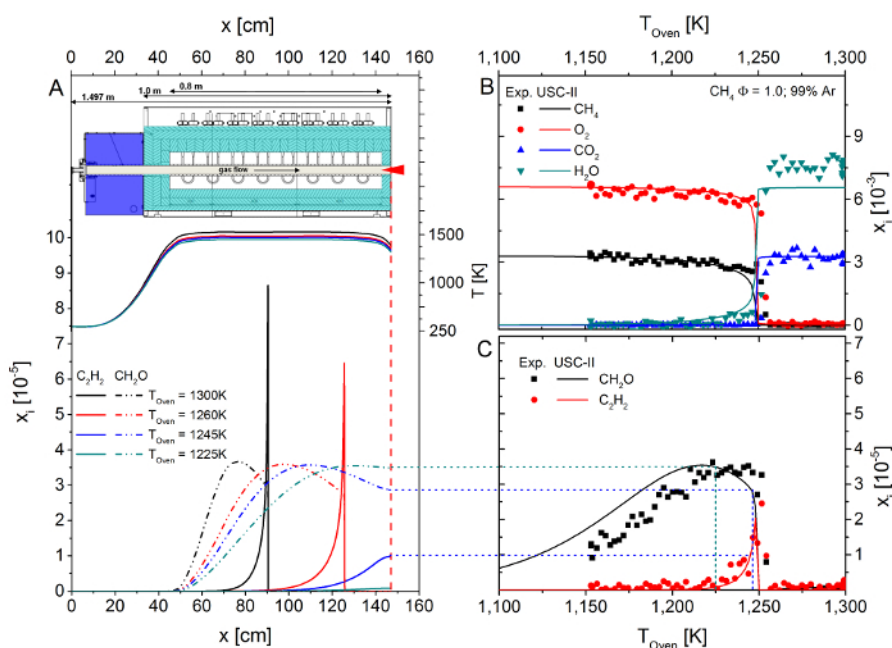 x [cm]
0 20 40 60 80 100 120 140 160
A
1.497 m
1.0 m
0.8 m
gas flow
10
9
8
1500
1000
250
T [K]
7
6
5
4
3
2
1
0
x_i [10^-5]
C2H2 CH2O
T_Oven = 1300K
T_Oven = 1260K
T_Oven = 1245K
T_Oven = 1225K
0 20 40 60 80 100 120 140 160
x [cm]
T_Oven [K]
1,100 1,150 1,200 1,250 1,300
B
Exp. USC-II
CH4 Φ = 1.0; 99% Ar
CH4
O2
CO2
H2O
9
6
3
0
x_i [10^-3]
C
Exp. USC-II
CH2O
C2H2
5
4
3
2
1
0
x_i [10^-5]
1,100 1,150 1,200 1,250 1,300
T_Oven [K]